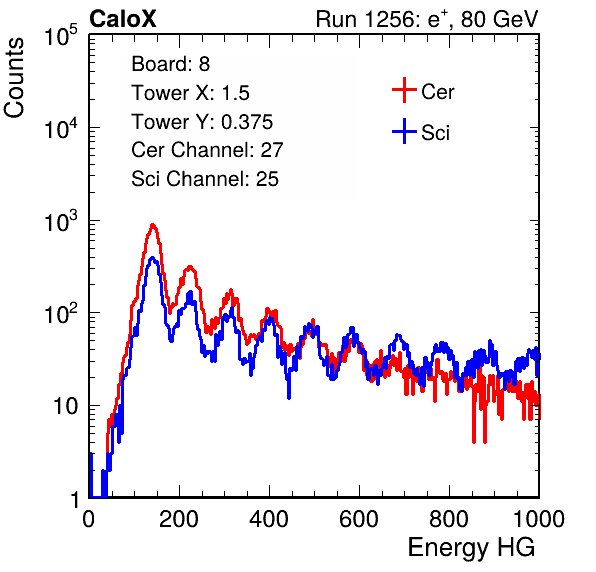 CaloX Run 1256: e⁺, 80 GeV
Counts
10⁵
10⁴
10³
10²
10
1
Board: 8
Tower X: 1.5
Tower Y: 0.375
Cer Channel: 27
Sci Channel: 25
Cer
Sci
0 200 400 600 800 1000
Energy HG